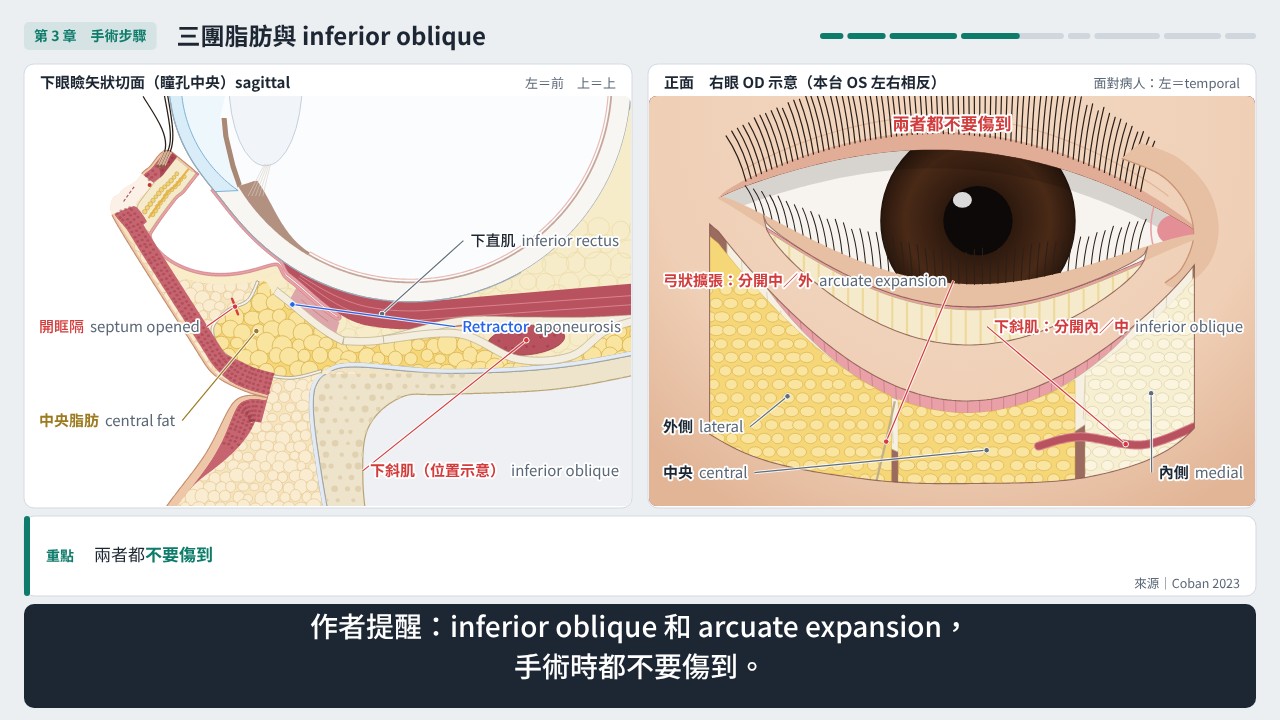 第 3 章　手術步驟
三團脂肪與 inferior oblique
下眼瞼矢狀切面（瞳孔中央）sagittal
左＝前　上＝上
下直肌 inferior rectus
開眶隔 septum opened
Retractor aponeurosis
中央脂肪 central fat
下斜肌（位置示意） inferior oblique
正面　右眼 OD 示意（本台 OS 左右相反）
面對病人：左＝temporal
兩者都不要傷到
弓狀擴張：分開中／外 arcuate expansion
下斜肌：分開內／中 inferior oblique
外側 lateral
中央 central
內側 medial
重點　兩者都不要傷到
來源｜Coban 2023
作者提醒：inferior oblique 和 arcuate expansion，
手術時都不要傷到。